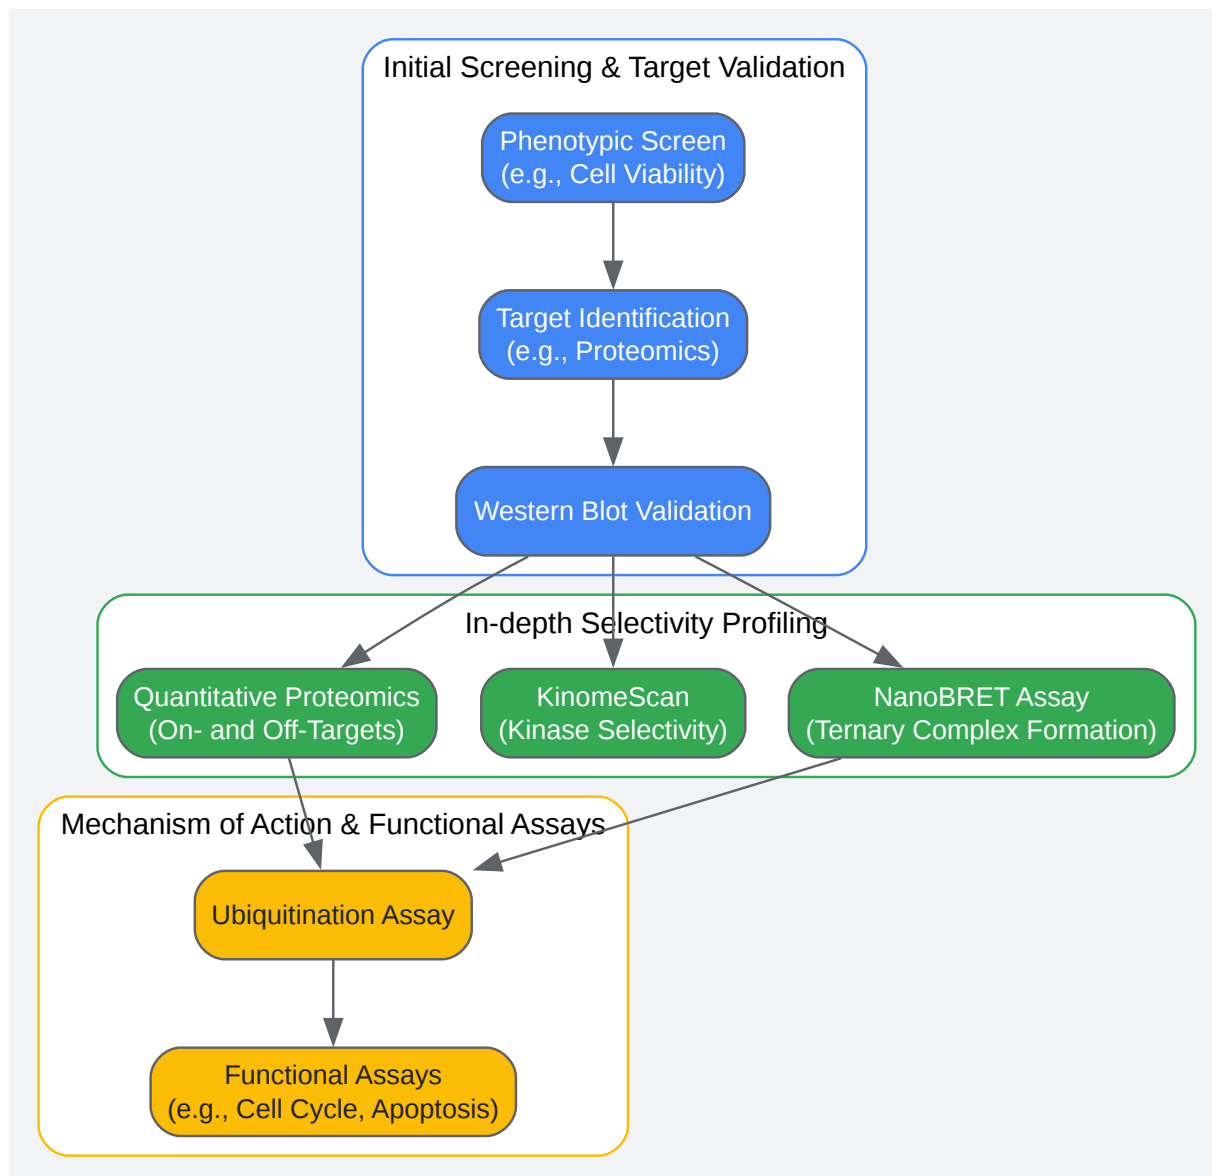 Initial Screening & Target Validation
Phenotypic Screen
(e.g., Cell Viability)
Target Identification
(e.g., Proteomics)
Western Blot Validation
In-depth Selectivity Profiling
Quantitative Proteomics
(On- and Off-Targets)
KinomeScan
(Kinase Selectivity)
NanoBRET Assay
(Ternary Complex Formation)
Mechanism of Action & Functional Assays
Ubiquitination Assay
Functional Assays
(e.g., Cell Cycle, Apoptosis)